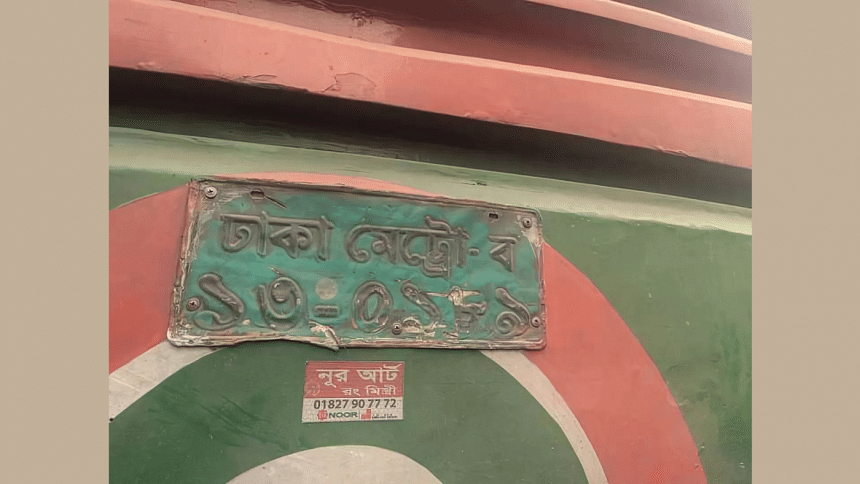 ঢাকা মেট্রো-ব
নূর আর্ট
রং মিস্ত্রী
01827 90 77 72
NOOR